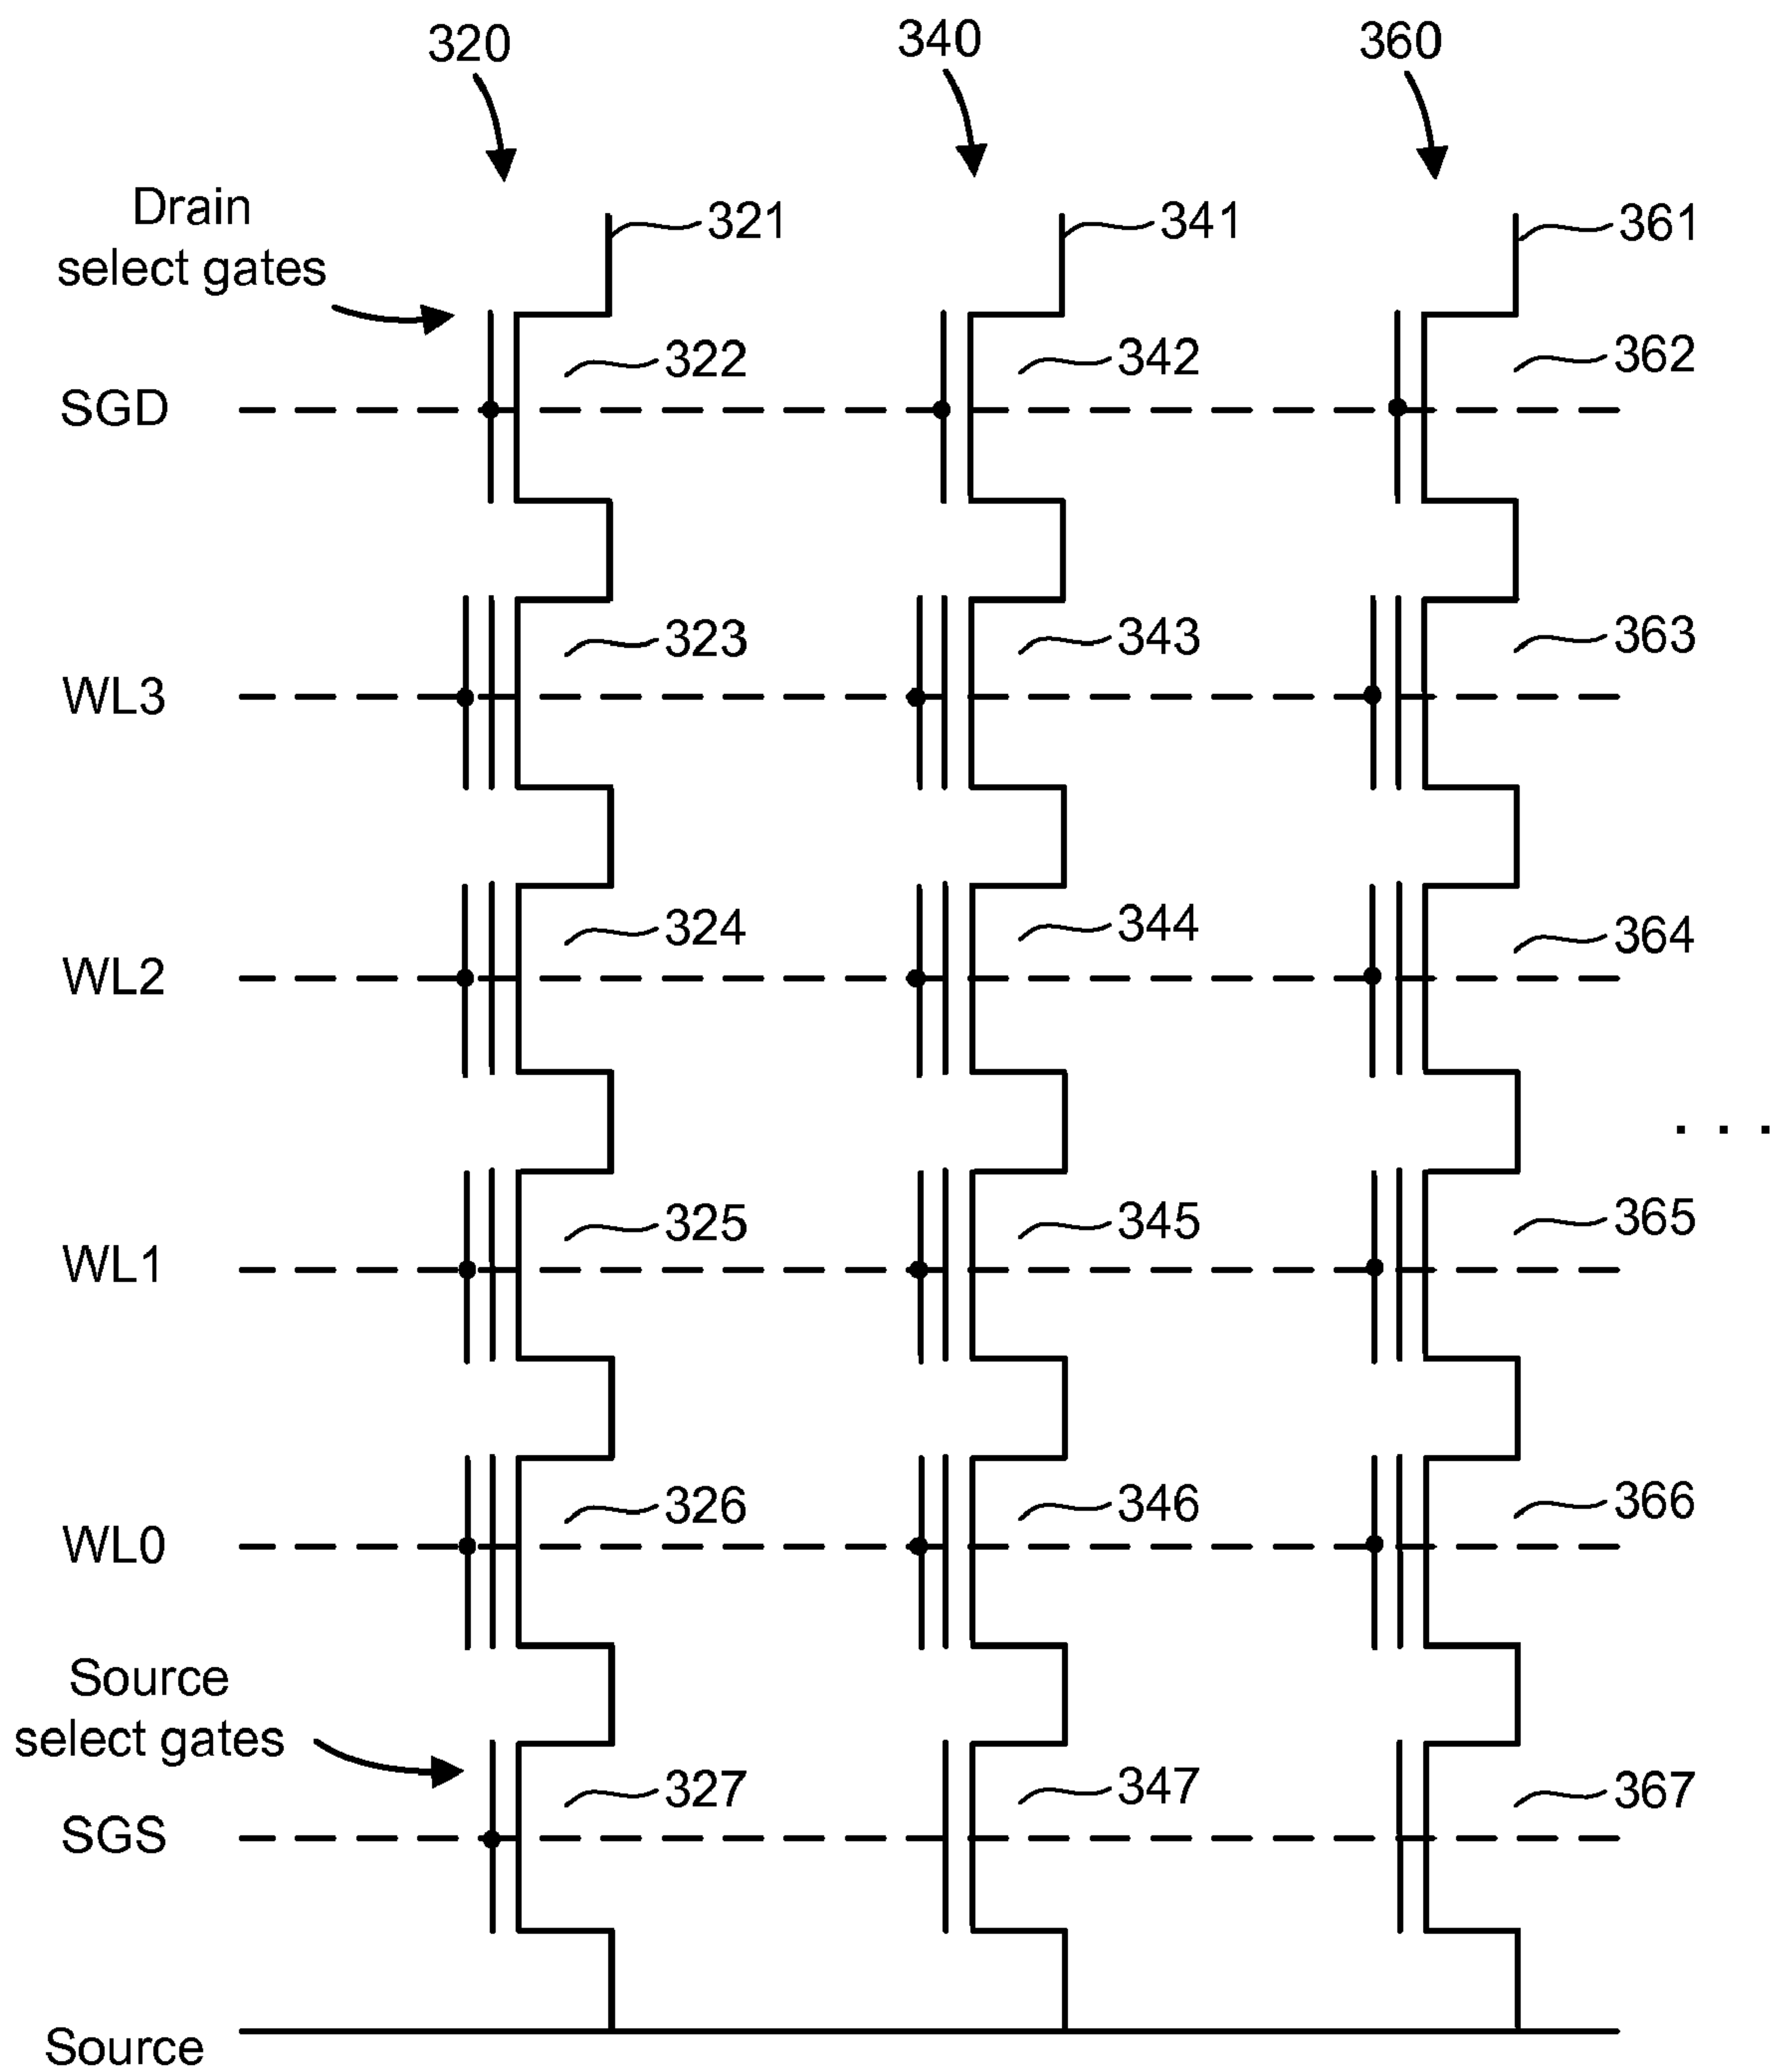 320 340 360
Drain
select gates
321 341 361
322 342 362
SGD
323 343 363
WL3
324 344 364
WL2
. . .
325 345 365
WL1
326 346 366
WL0
Source
select gates
327 347 367
SGS
Source